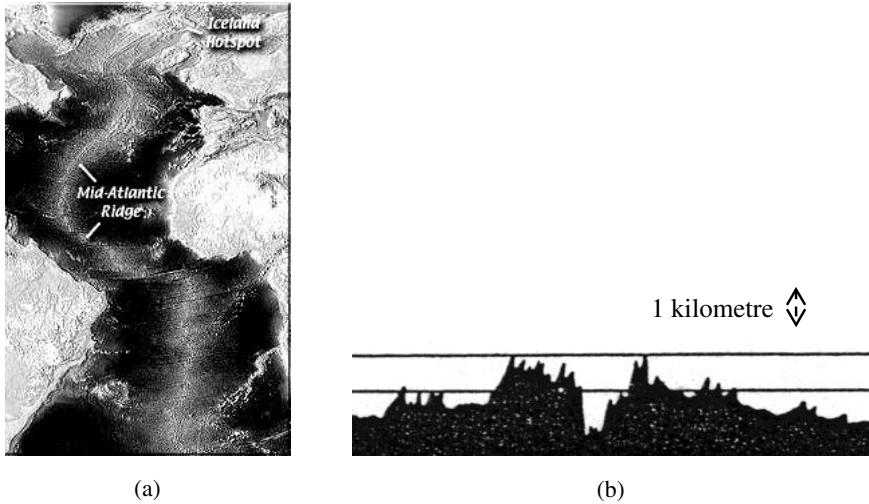 Iceland
Hotspot
Mid-Atlantic
Ridge
1 kilometre
(a)
(b)